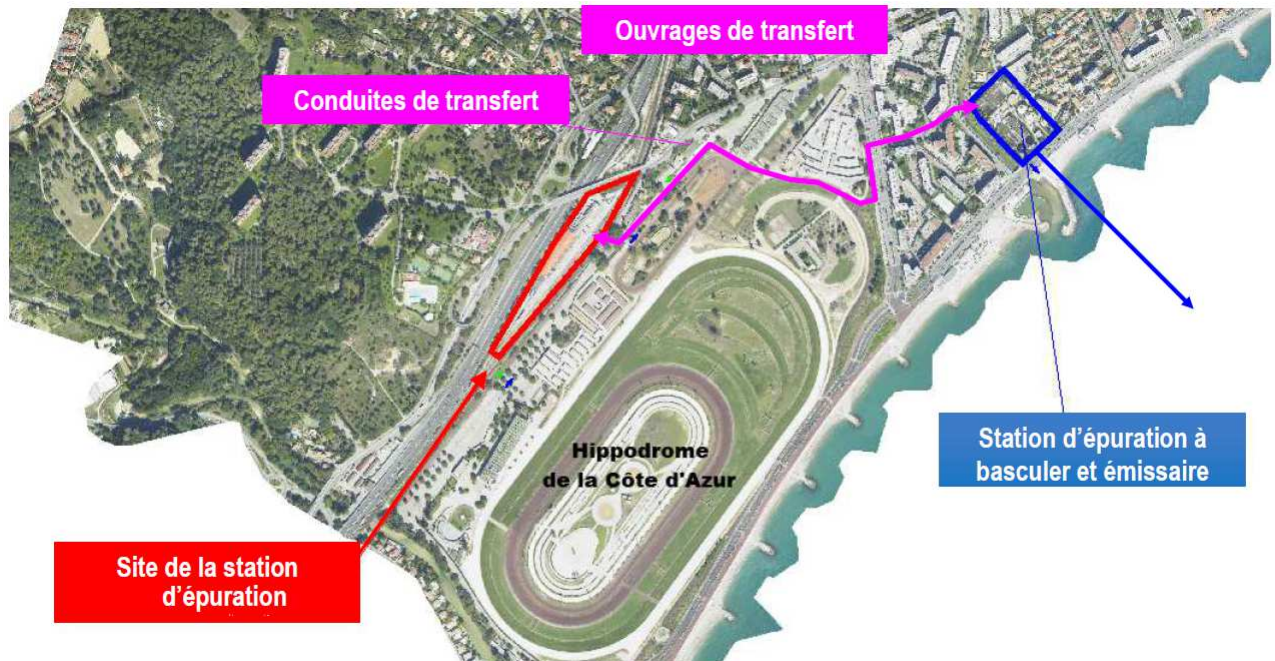 Ouvrages de transfert
Conduites de transfert
Hippodrome
de la Côte d'Azur
Station d'épuration à
basculer et émissaire
Site de la station
d'épuration